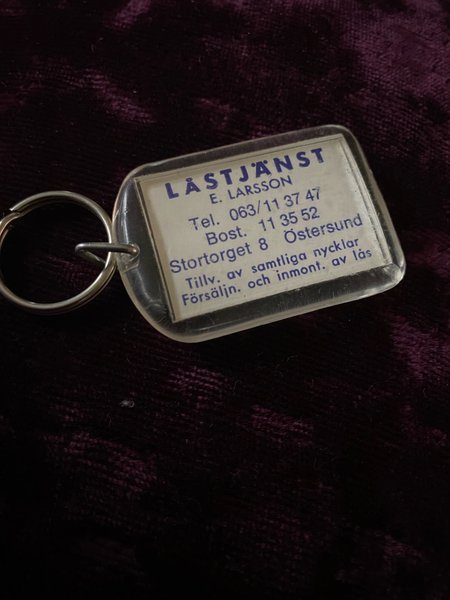 LÅSTJÄNST
E. LARSSON
Tel. 063/11 37 47
Bost. 11 35 52
Stortorget 8 Östersund
Tillv. av samtliga nycklar
Försäljn. och inmont. av lås